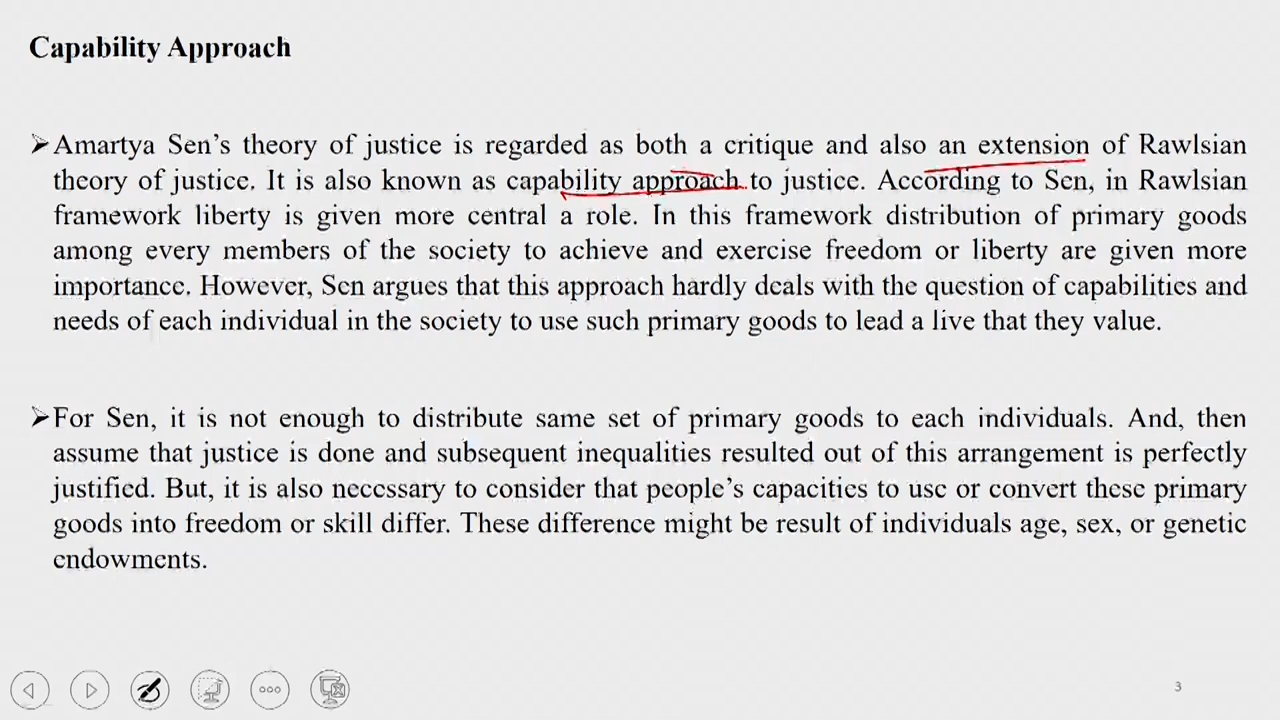 Capability Approach
➢Amartya Sen's theory of justice is regarded as both a critique and also an extension of Rawlsian
theory of justice. It is also known as capability approach to justice. According to Sen, in Rawlsian
framework liberty is given more central a role. In this framework distribution of primary goods
among every members of the society to achieve and exercise freedom or liberty are given more
importance. However, Sen argues that this approach hardly deals with the question of capabilities and
needs of each individual in the society to use such primary goods to lead a live that they value.
➢For Sen, it is not enough to distribute same set of primary goods to each individuals. And, then
assume that justice is done and subsequent inequalities resulted out of this arrangement is perfectly
justified. But, it is also necessary to consider that people's capacities to use or convert these primary
goods into freedom or skill differ. These difference might be result of individuals age, sex, or genetic
endowments.
3